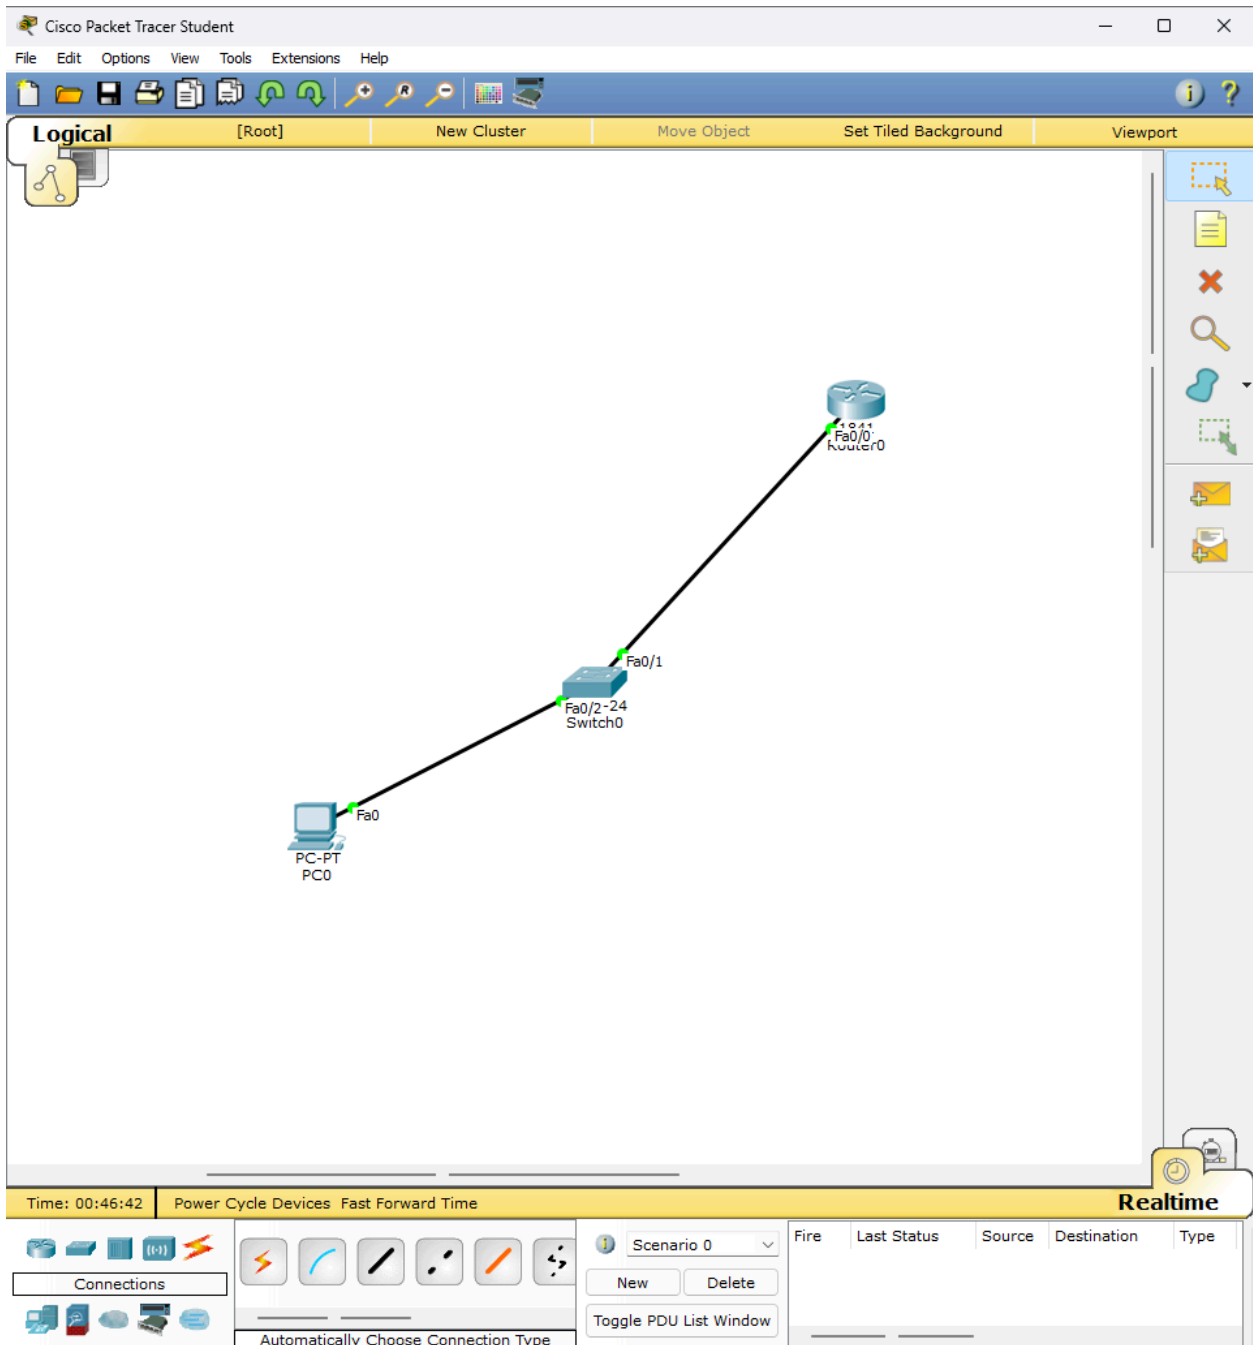 Cisco Packet Tracer Student
File Edit Options View Tools Extensions Help
Logical [Root] New Cluster Move Object Set Tiled Background Viewport
Fa0/0
Router0
Fa0/1
Fa0/2 -24
Switch0
Fa0
PC-PT
PC0
Time: 00:46:42 Power Cycle Devices Fast Forward Time Realtime
Fire Last Status Source Destination Type
Scenario 0
Connections
New Delete
Toggle PDU List Window
Automatically Choose Connection Type